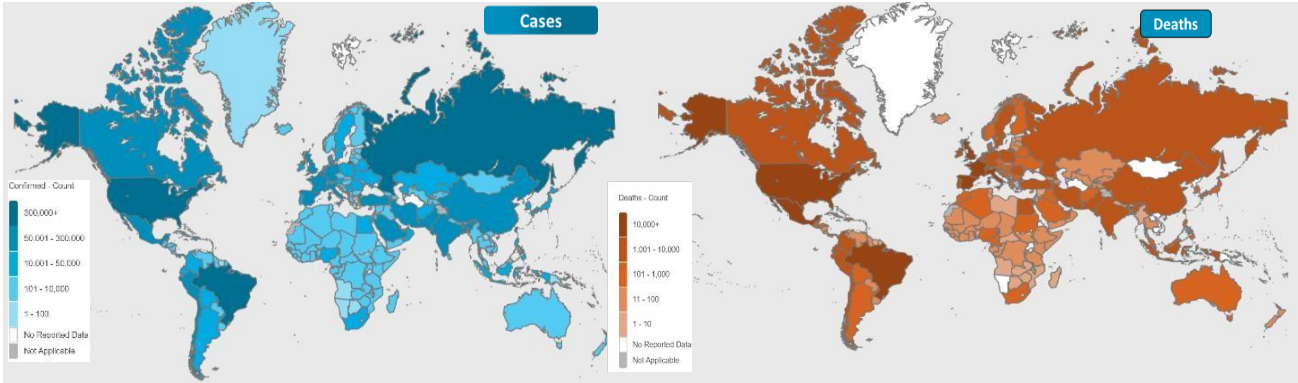 Cases
Deaths
Confirmed - Count
300,000+
50,001 - 300,000
10,001 - 50,000
101 - 10,000
1 - 100
No Reported Data
Not Applicable
Deaths - Count
10,000+
1,001 - 10,000
101 - 1,000
11 - 100
1 - 10
No Reported Data
Not Applicable